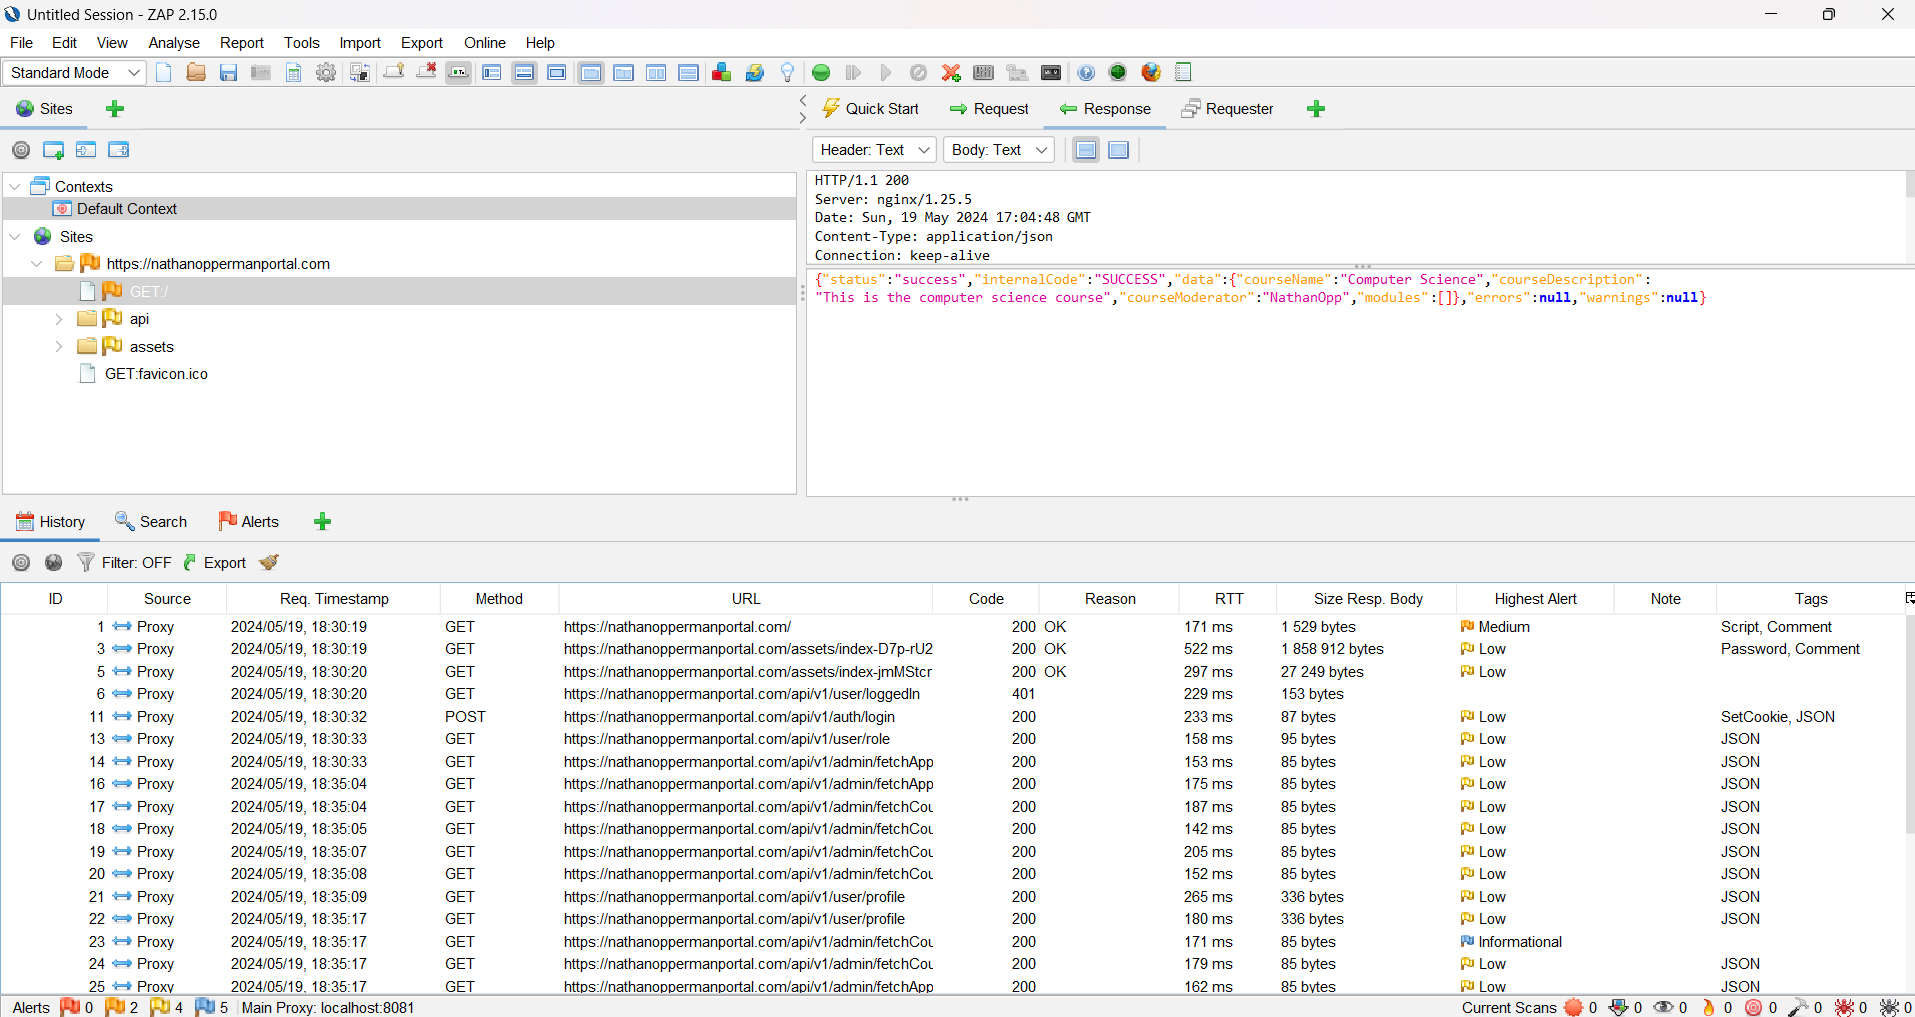 Untitled Session - ZAP 2.15.0
File Edit View Analyse Report Tools Import Export Online Help
Standard Mode
Sites
Quick Start Request Response Requester
Header: Text Body: Text
Contexts
Default Context
Sites
https://nathanoppermanportal.com
GET:/
api
assets
GET:favicon.ico
HTTP/1.1 200
Server: nginx/1.25.5
Date: Sun, 19 May 2024 17:04:48 GMT
Content-Type: application/json
Connection: keep-alive
{"status":"success","internalCode":"SUCCESS","data":{"courseName":"Computer Science","courseDescription":
"This is the computer science course","courseModerator":"NathanOpp","modules":[]},"errors":null,"warnings":null}
History Search Alerts
Filter: OFF Export
ID Source Req. Timestamp Method URL Code Reason RTT Size Resp. Body Highest Alert Note Tags
1 Proxy 2024/05/19, 18:30:19 GET https://nathanoppermanportal.com/ 200 OK 171 ms 1 529 bytes Medium Script, Comment
3 Proxy 2024/05/19, 18:30:19 GET https://nathanoppermanportal.com/assets/index-D7p-rU2 200 OK 522 ms 1 858 912 bytes Low Password, Comment
5 Proxy 2024/05/19, 18:30:20 GET https://nathanoppermanportal.com/assets/index-jmMStcr 200 OK 297 ms 27 249 bytes Low
6 Proxy 2024/05/19, 18:30:20 GET https://nathanoppermanportal.com/api/v1/user/loggedIn 401 229 ms 153 bytes
11 Proxy 2024/05/19, 18:30:32 POST https://nathanoppermanportal.com/api/v1/auth/login 200 233 ms 87 bytes Low SetCookie, JSON
13 Proxy 2024/05/19, 18:30:33 GET https://nathanoppermanportal.com/api/v1/user/role 200 158 ms 95 bytes Low JSON
14 Proxy 2024/05/19, 18:30:33 GET https://nathanoppermanportal.com/api/v1/admin/fetchApp 200 153 ms 85 bytes Low JSON
16 Proxy 2024/05/19, 18:35:04 GET https://nathanoppermanportal.com/api/v1/admin/fetchApp 200 175 ms 85 bytes Low JSON
17 Proxy 2024/05/19, 18:35:04 GET https://nathanoppermanportal.com/api/v1/admin/fetchCou 200 187 ms 85 bytes Low JSON
18 Proxy 2024/05/19, 18:35:05 GET https://nathanoppermanportal.com/api/v1/admin/fetchCou 200 142 ms 85 bytes Low JSON
19 Proxy 2024/05/19, 18:35:07 GET https://nathanoppermanportal.com/api/v1/admin/fetchCou 200 205 ms 85 bytes Low JSON
20 Proxy 2024/05/19, 18:35:08 GET https://nathanoppermanportal.com/api/v1/admin/fetchCou 200 152 ms 85 bytes Low JSON
21 Proxy 2024/05/19, 18:35:09 GET https://nathanoppermanportal.com/api/v1/user/profile 200 265 ms 336 bytes Low JSON
22 Proxy 2024/05/19, 18:35:17 GET https://nathanoppermanportal.com/api/v1/user/profile 200 180 ms 336 bytes Low JSON
23 Proxy 2024/05/19, 18:35:17 GET https://nathanoppermanportal.com/api/v1/admin/fetchCou 200 171 ms 85 bytes Informational
24 Proxy 2024/05/19, 18:35:17 GET https://nathanoppermanportal.com/api/v1/admin/fetchCou 200 179 ms 85 bytes Low JSON
25 Proxy 2024/05/19, 18:35:17 GET https://nathanoppermanportal.com/api/v1/admin/fetchApp 200 162 ms 85 bytes Low JSON
Alerts 0 2 4 5 Main Proxy: localhost:8081 Current Scans 0 0 0 0 0 0 0 0